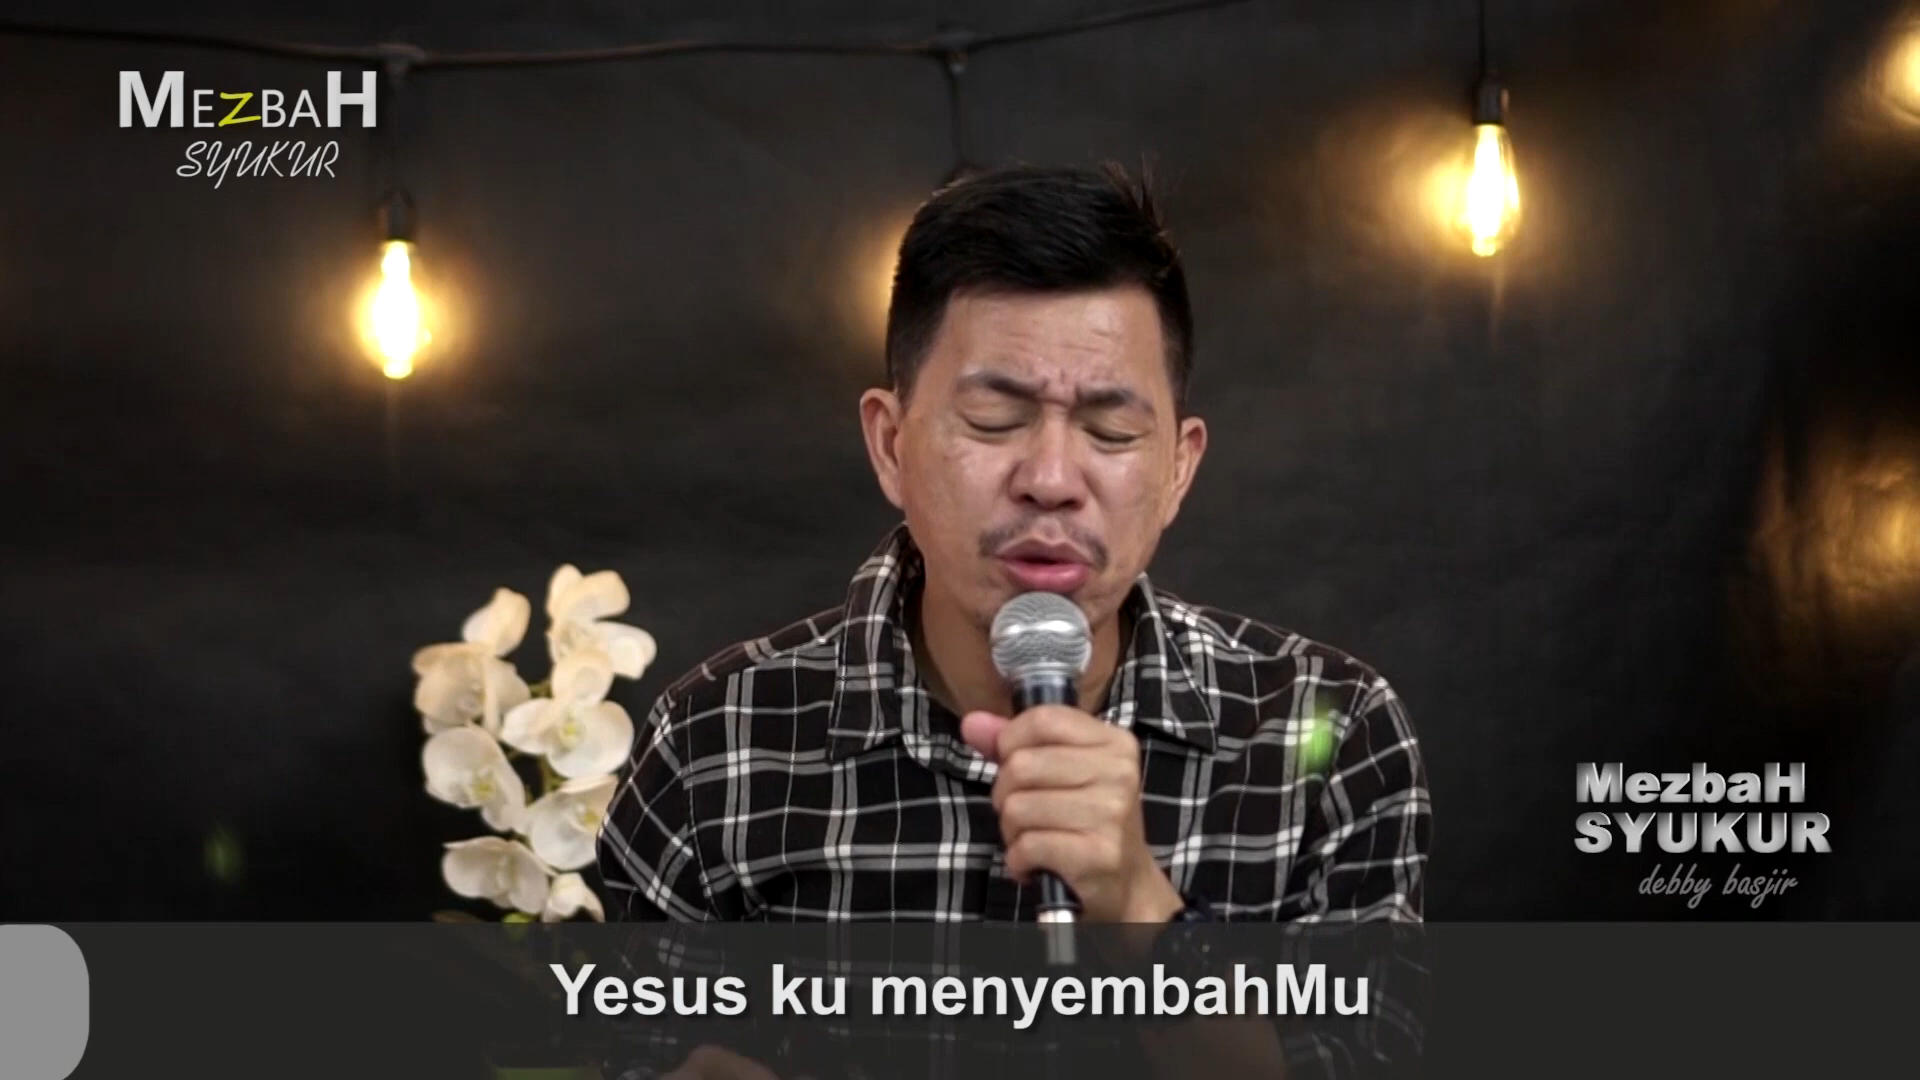 MEZBAH
SYUKUR
MezbaH
SYUKUR
debby basjir
Yesus ku menyembahMu